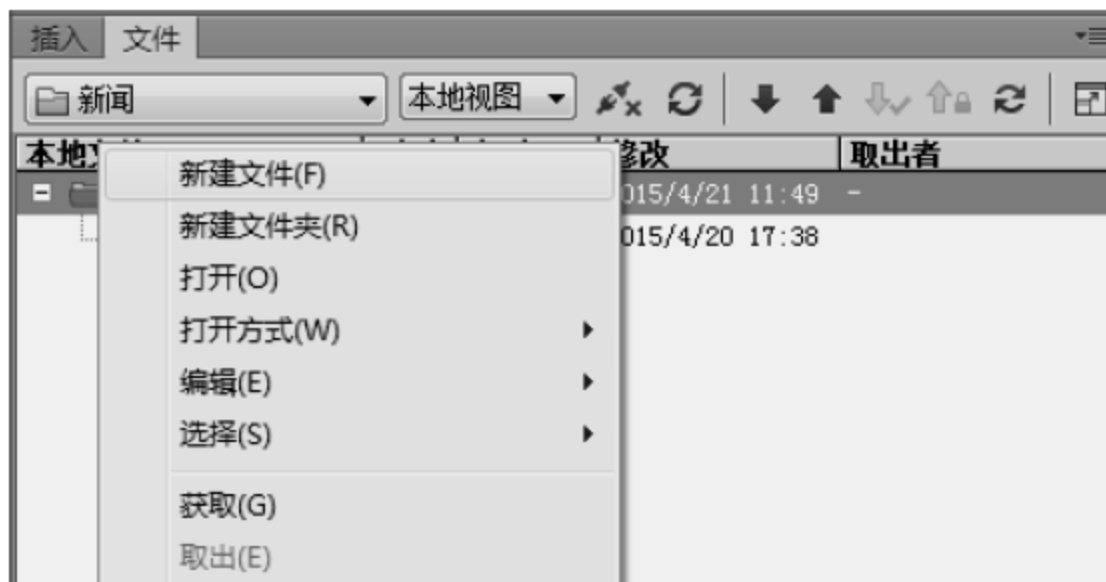 插入 文件
新闻 本地视图
本地 修改 取出者
新建文件(F)
015/4/21 11:49 -
新建文件夹(R)
015/4/20 17:38
打开(O)
打开方式(W)
编辑(E)
选择(S)
获取(G)
取出(E)